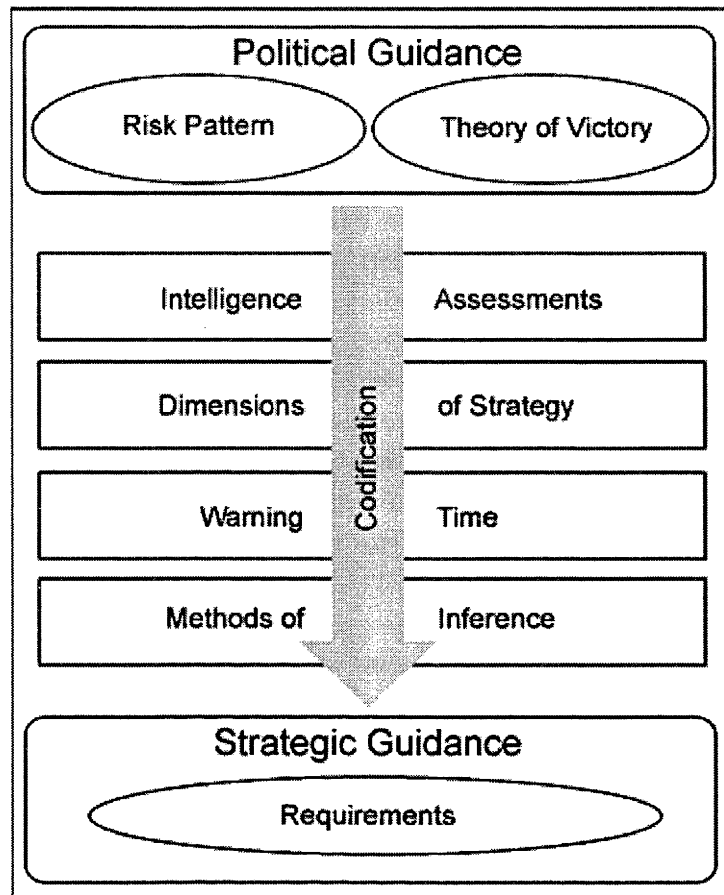 Political Guidance
Risk Pattern Theory of Victory
Intelligence Assessments
Dimensions of Strategy
Codification
Warning Time
Methods of Inference
Strategic Guidance
Requirements